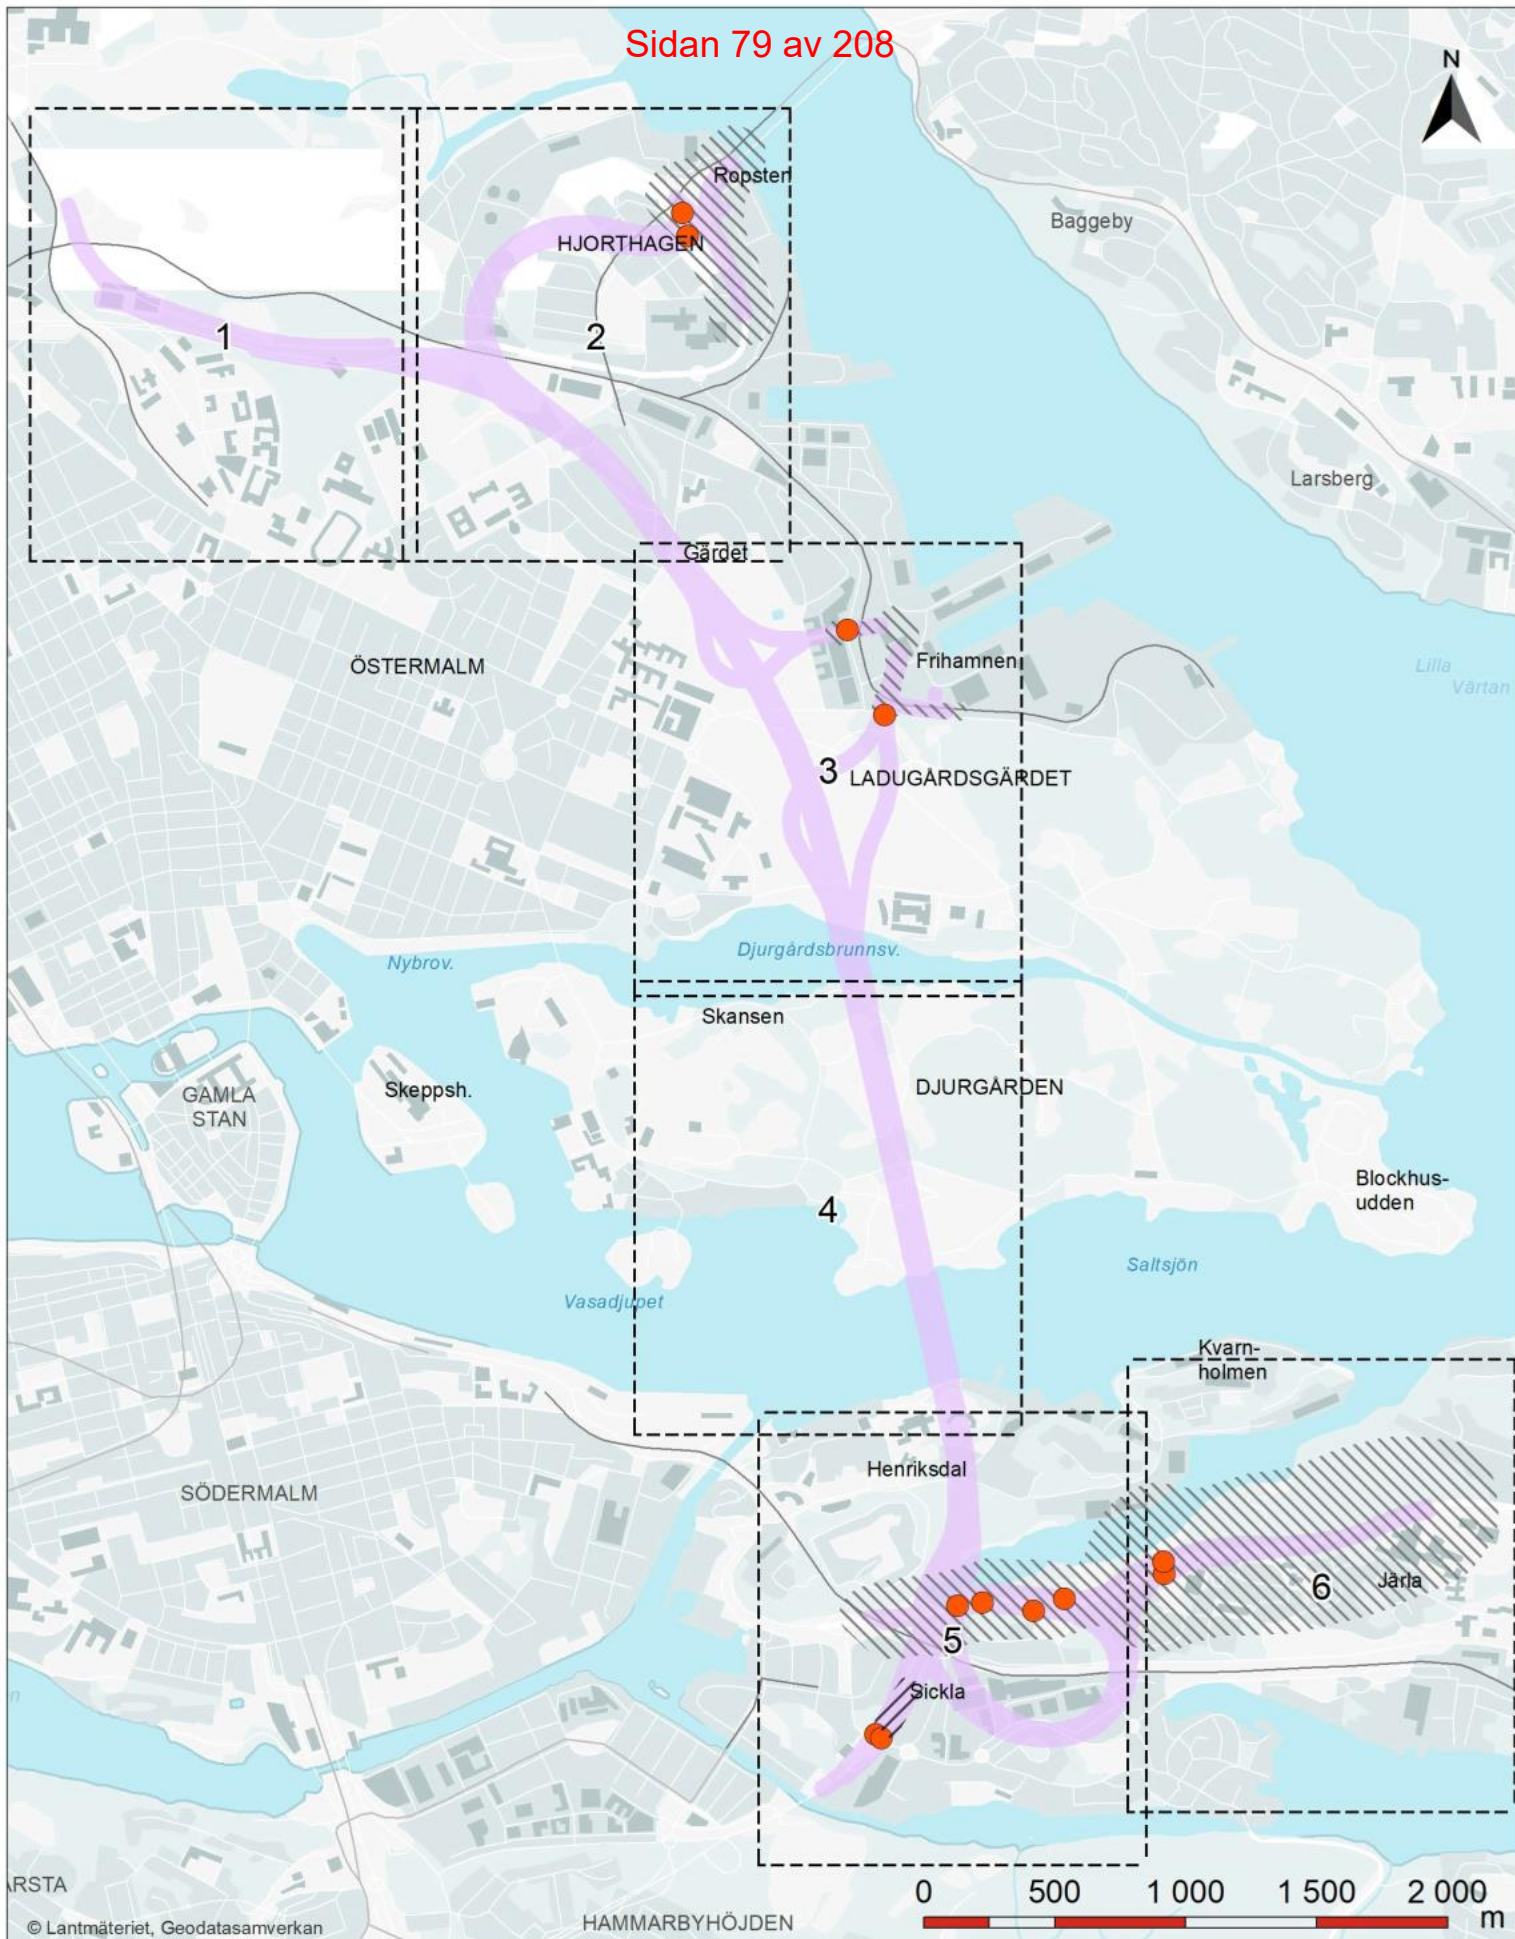 Sidan 79 av 208
N
Ropsten
Baggeby
HJORTHAGEN
1
2
Larsberg
Gärdet
ÖSTERMALM
Frihamnen
Lilla
Värtan
3
LADUGÅRDSGÄRDET
Nybrov.
Djurgårdsbrunnsv.
Skansen
GAMLA
STAN
Skeppsh.
DJURGÅRDEN
Blockhus-
udden
4
Saltsjön
Vasadjupet
Kvarn-
holmen
Henriksdal
SÖDERMALM
Järla
6
5
Sickla
ÅRSTA
0 500 1 000 1 500 2 000
m
© Lantmäteriet, Geodatasamverkan
HAMMARBYHÖJDEN